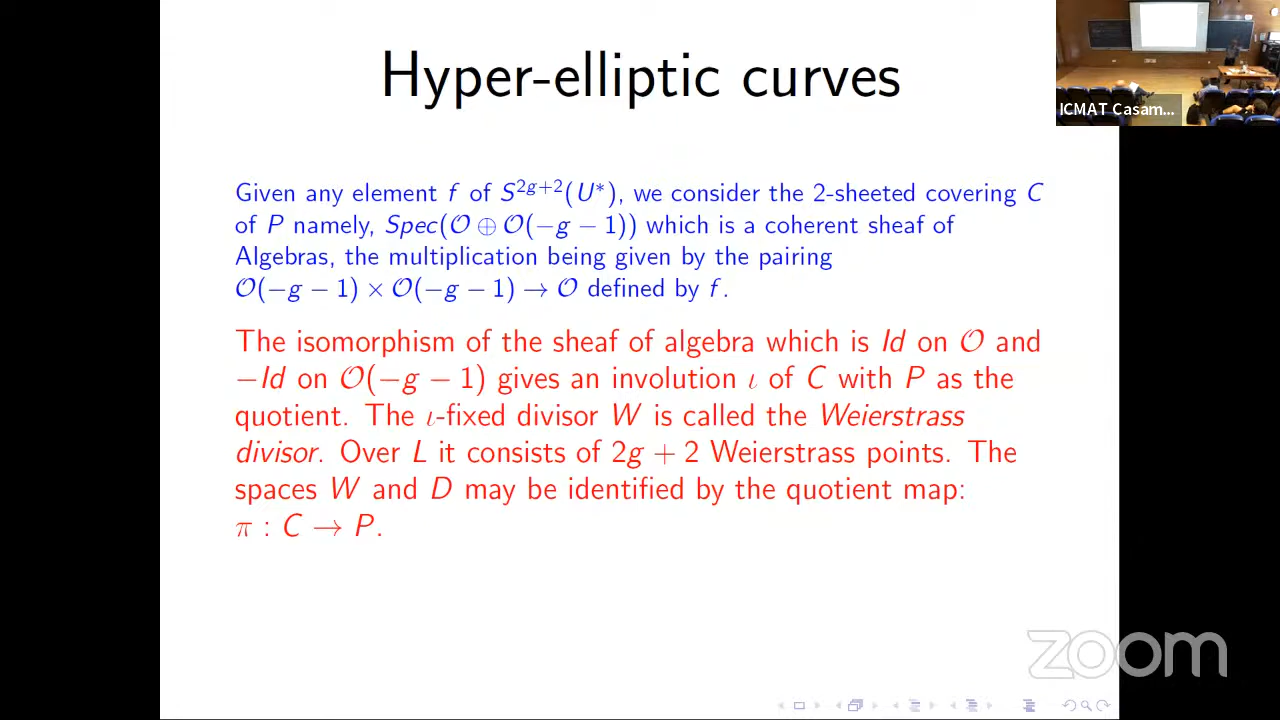 Hyper-elliptic curves
ICMAT Casam...
Given any element f of S^{2g+2}(U*), we consider the 2-sheeted covering C
of P namely, Spec(𝒪 ⊕ 𝒪(−g − 1)) which is a coherent sheaf of
Algebras, the multiplication being given by the pairing
𝒪(−g − 1) × 𝒪(−g − 1) → 𝒪 defined by f.
The isomorphism of the sheaf of algebra which is Id on 𝒪 and
−Id on 𝒪(−g − 1) gives an involution ι of C with P as the
quotient. The ι-fixed divisor W is called the Weierstrass
divisor. Over L it consists of 2g + 2 Weierstrass points. The
spaces W and D may be identified by the quotient map:
π : C → P.
zoom